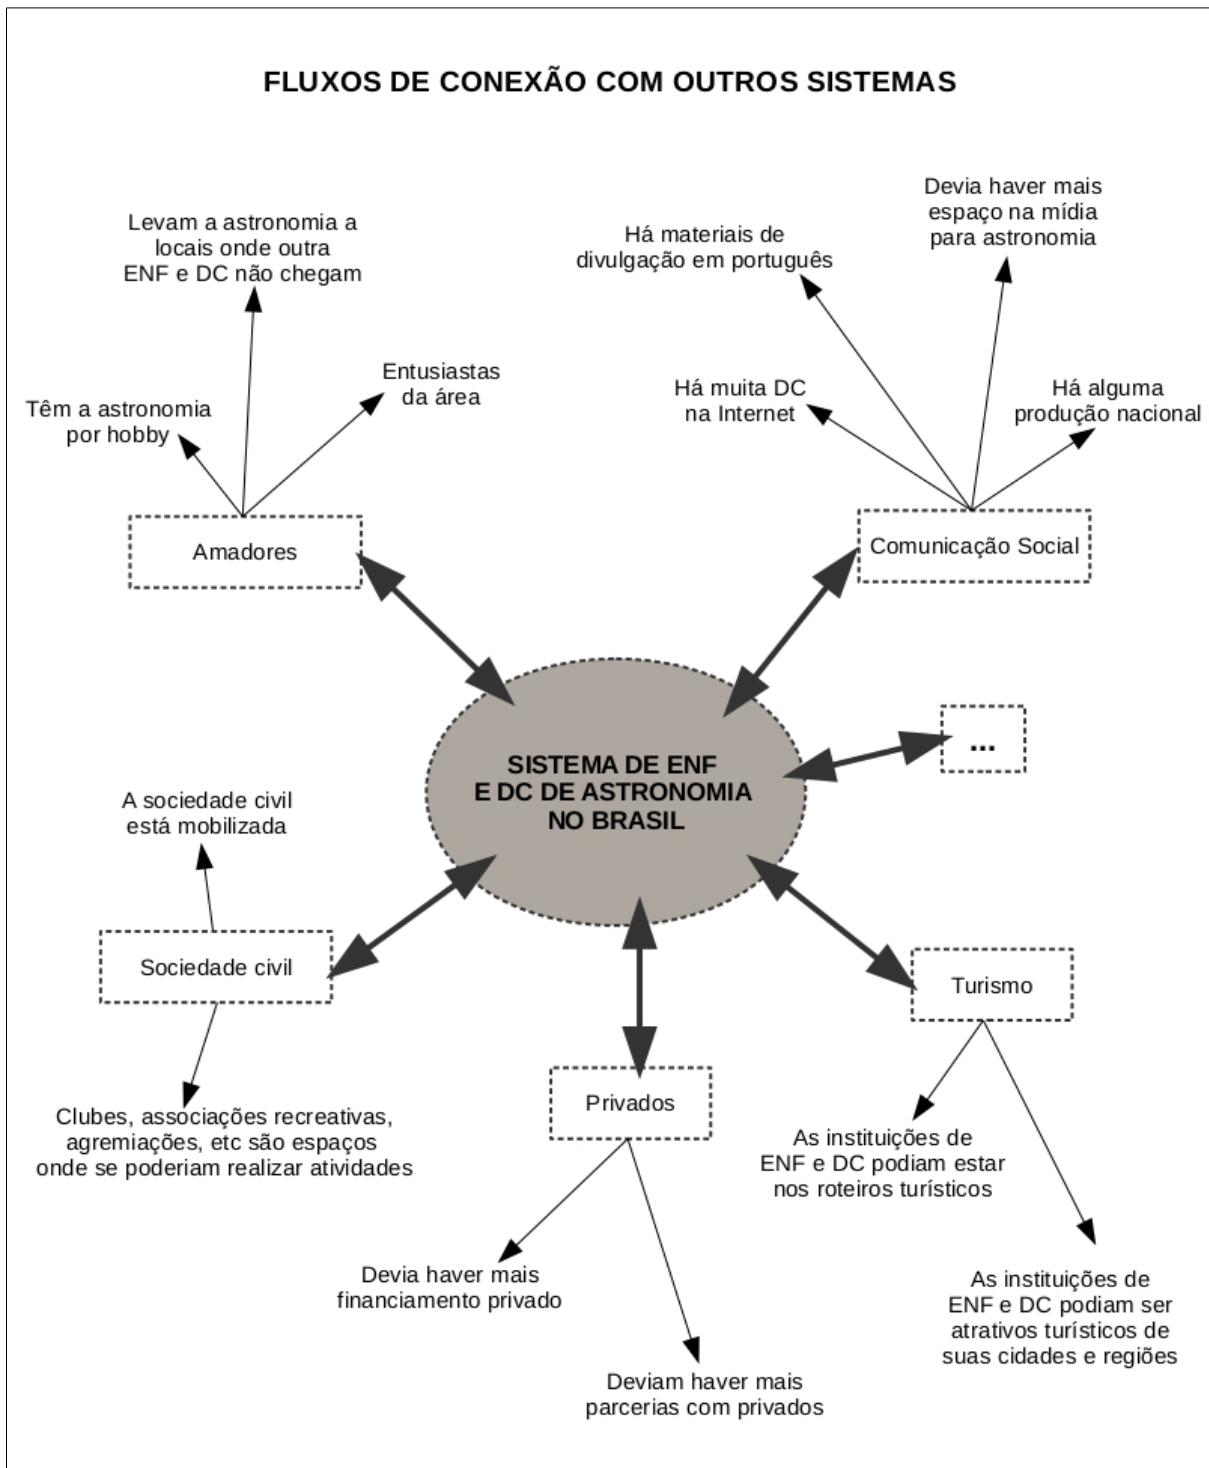 FLUXOS DE CONEXÃO COM OUTROS SISTEMAS
Levam a astronomia a
locais onde outra
ENF e DC não chegam
Têm a astronomia
por hobby
Entusiastas
da área
Amadores
Há materiais de
divulgação em português
Devia haver mais
espaço na mídia
para astronomia
Há muita DC
na Internet
Há alguma
produção nacional
Comunicação Social
SISTEMA DE ENF
E DC DE ASTRONOMIA
NO BRASIL
...
A sociedade civil
está mobilizada
Sociedade civil
Clubes, associações recreativas,
agremiações, etc são espaços
onde se poderiam realizar atividades
Privados
Devia haver mais
financiamento privado
Deviam haver mais
parcerias com privados
Turismo
As instituições de
ENF e DC podiam estar
nos roteiros turísticos
As instituições de
ENF e DC podiam ser
atrativos turísticos de
suas cidades e regiões